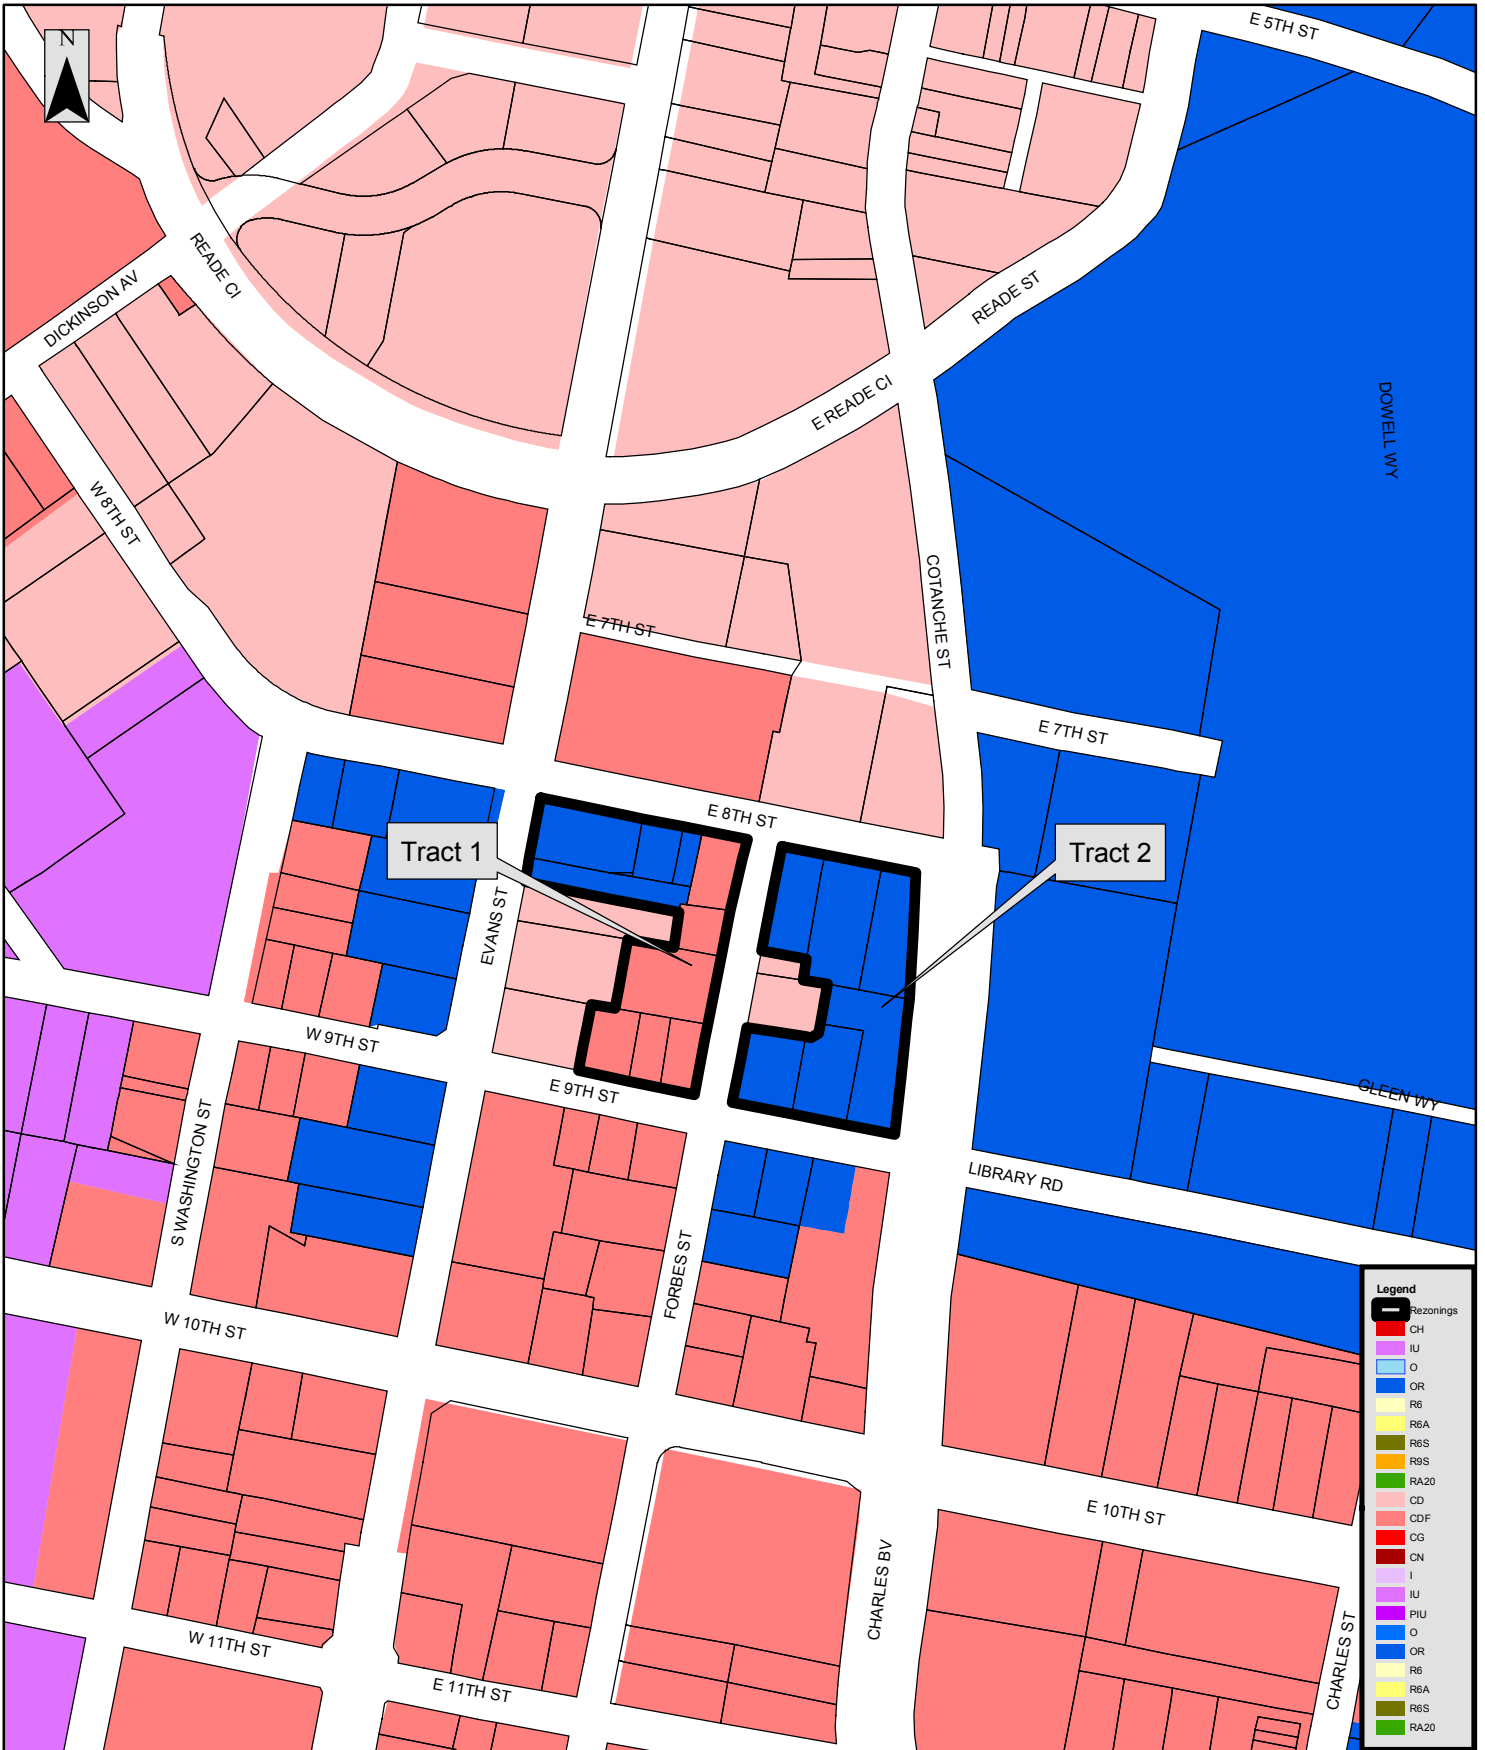 E 5TH ST
N
READE CI
DICKINSON AV
READE ST
E READE CI
DOWELL WY
W 8TH ST
COTANCHE ST
E 7TH ST
E 7TH ST
E 8TH ST
Tract 1
Tract 2
EVANS ST
W 9TH ST
E 9TH ST
GLEEN WY
S WASHINGTON ST
LIBRARY RD
FORBES ST
W 10TH ST
E 10TH ST
CHARLES BV
W 11TH ST
E 11TH ST
CHARLES ST
Legend
Rezonings
CH
IU
O
OR
R6
R6A
R6S
R9S
RA20
CD
CDF
CG
CN
I
IU
PIU
O
OR
R6
R6A
R6S
RA20